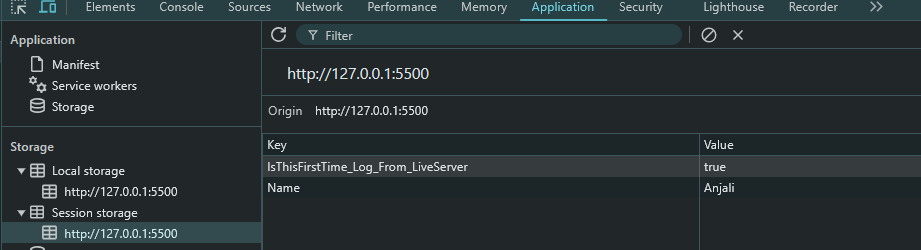 Elements Console Sources Network Performance Memory Application Security Lighthouse Recorder
Application
Manifest
Service workers
Storage
Storage
Local storage
http://127.0.0.1:5500
Session storage
http://127.0.0.1:5500
Filter
http://127.0.0.1:5500
Origin http://127.0.0.1:5500
Key Value
IsThisFirstTime_Log_From_LiveServer true
Name Anjali